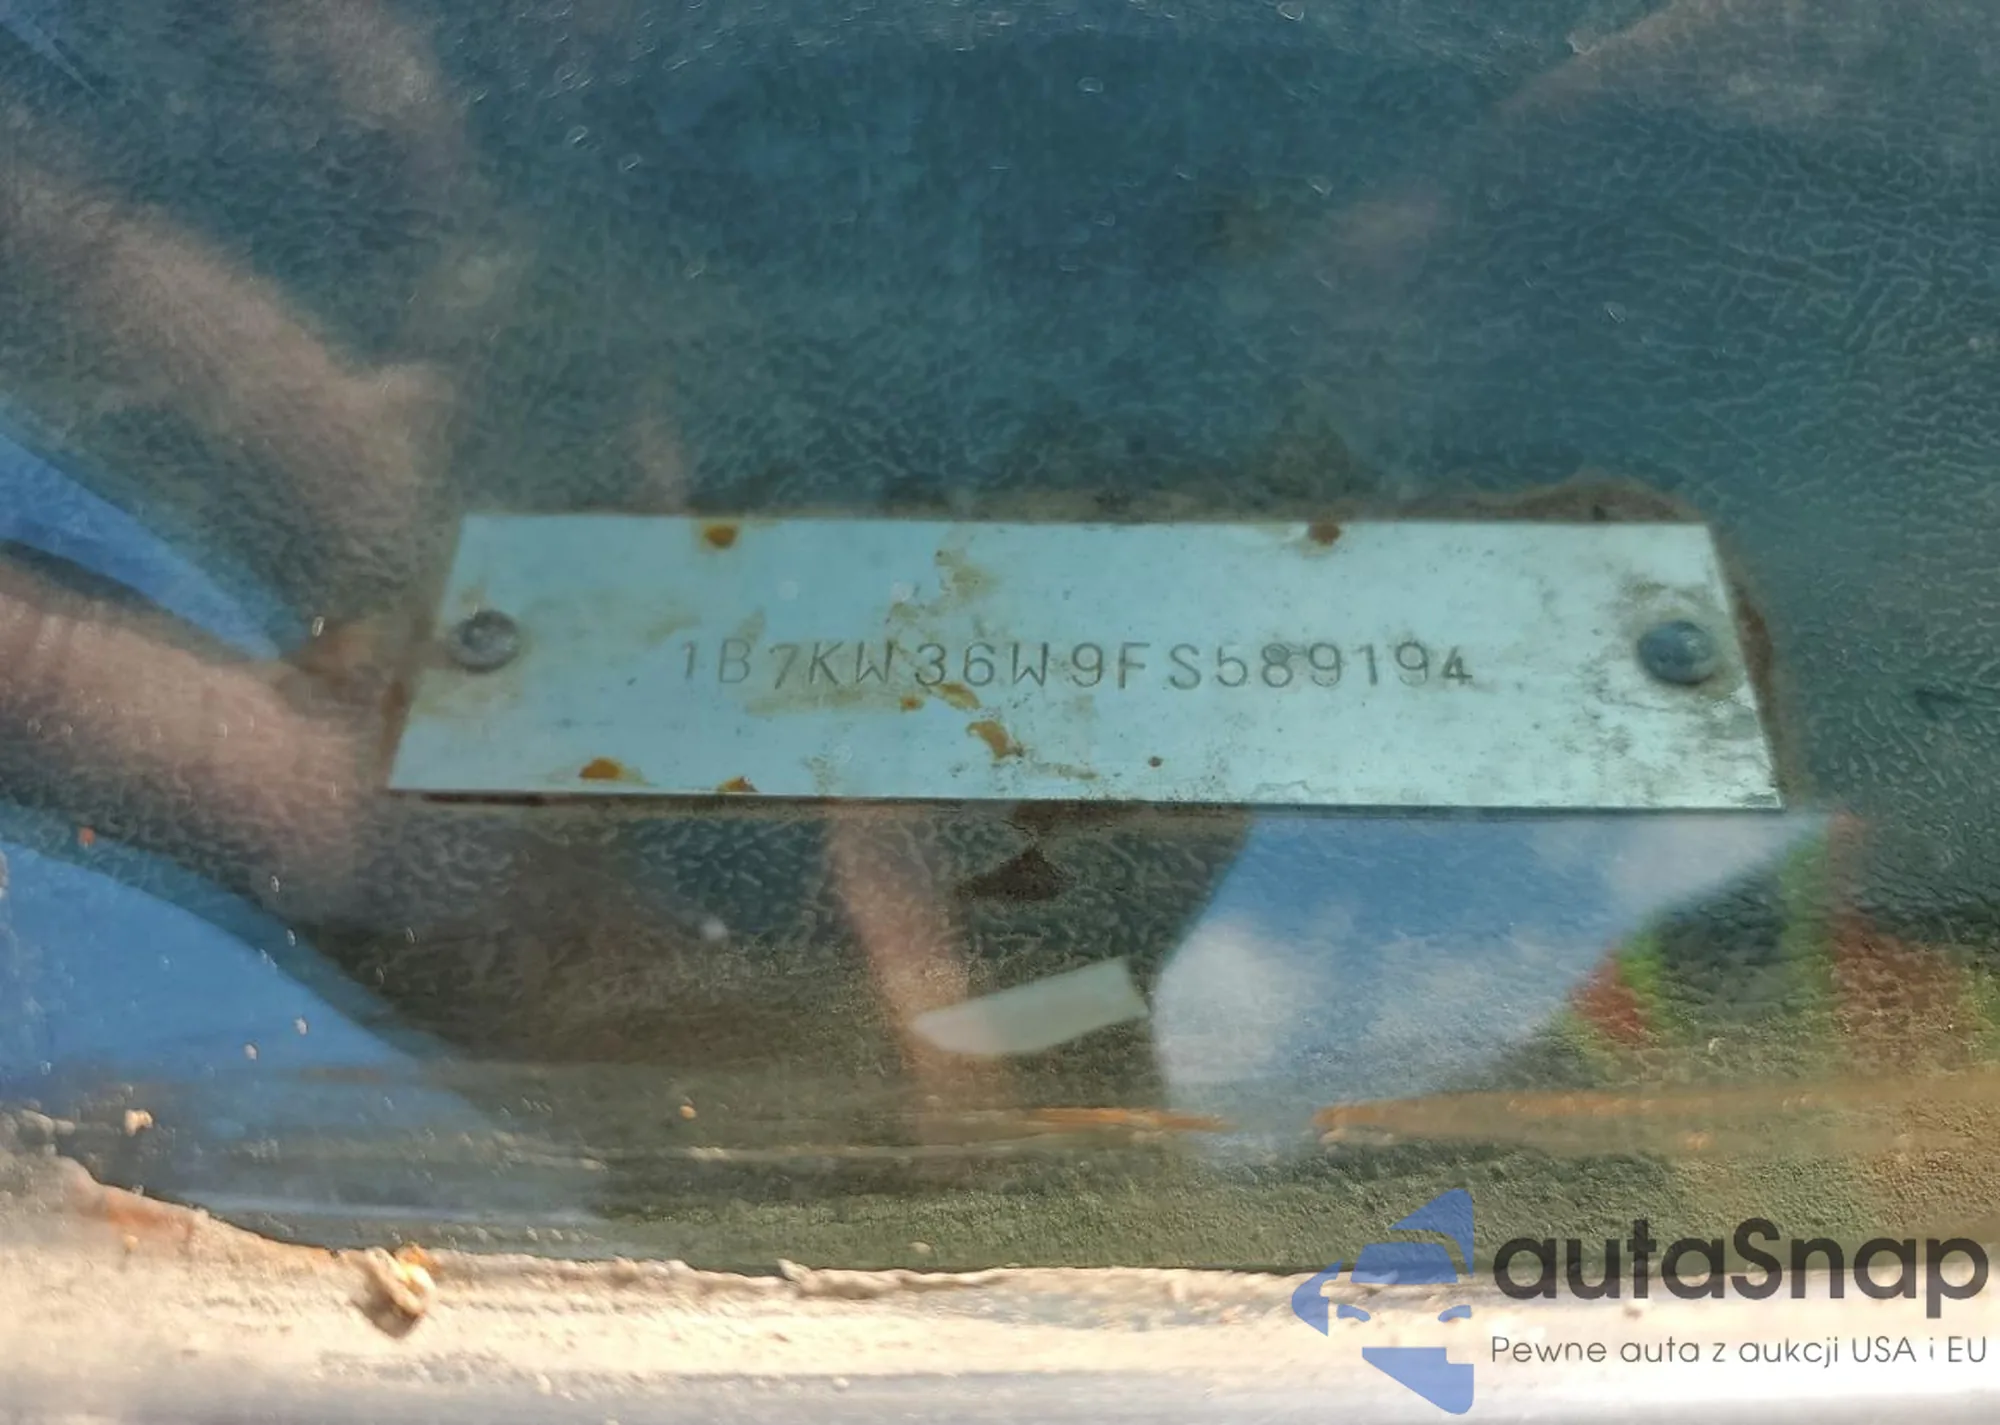 1B7KW36W9FS589194
autaSnap
Pewne auta z aukcji USA i EU